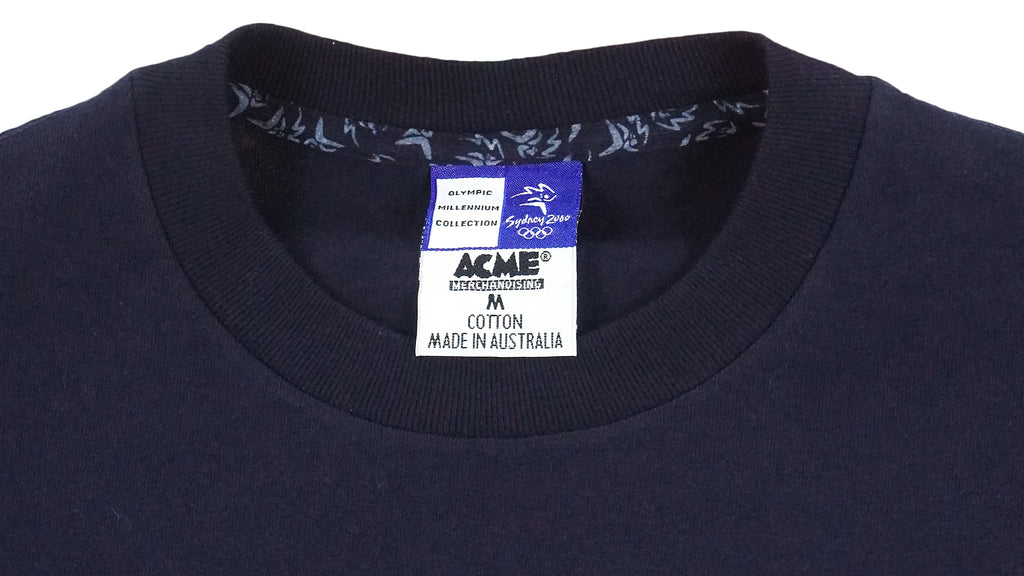 OLYMPIC
MILLENNIUM
COLLECTION
Sydney 2000
ACME®
MERCHANDISING
M
COTTON
MADE IN AUSTRALIA